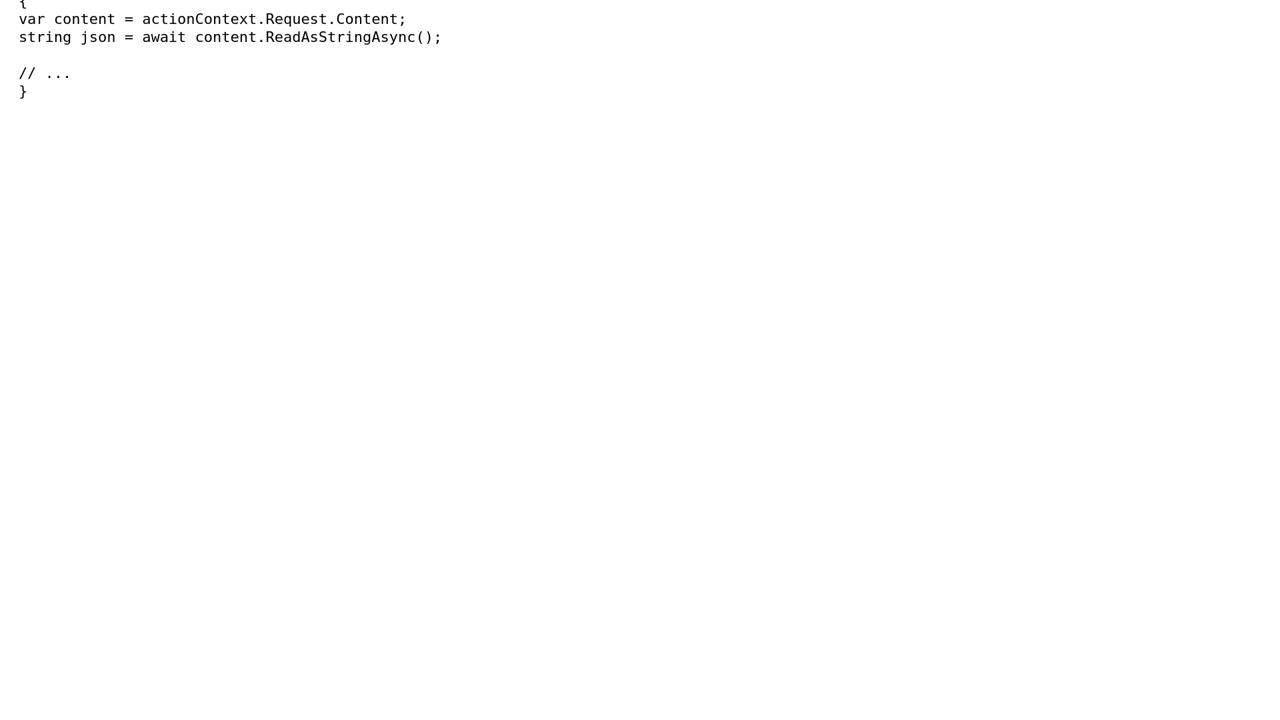 {
var content = actionContext.Request.Content;
string json = await content.ReadAsStringAsync();

// ...
}